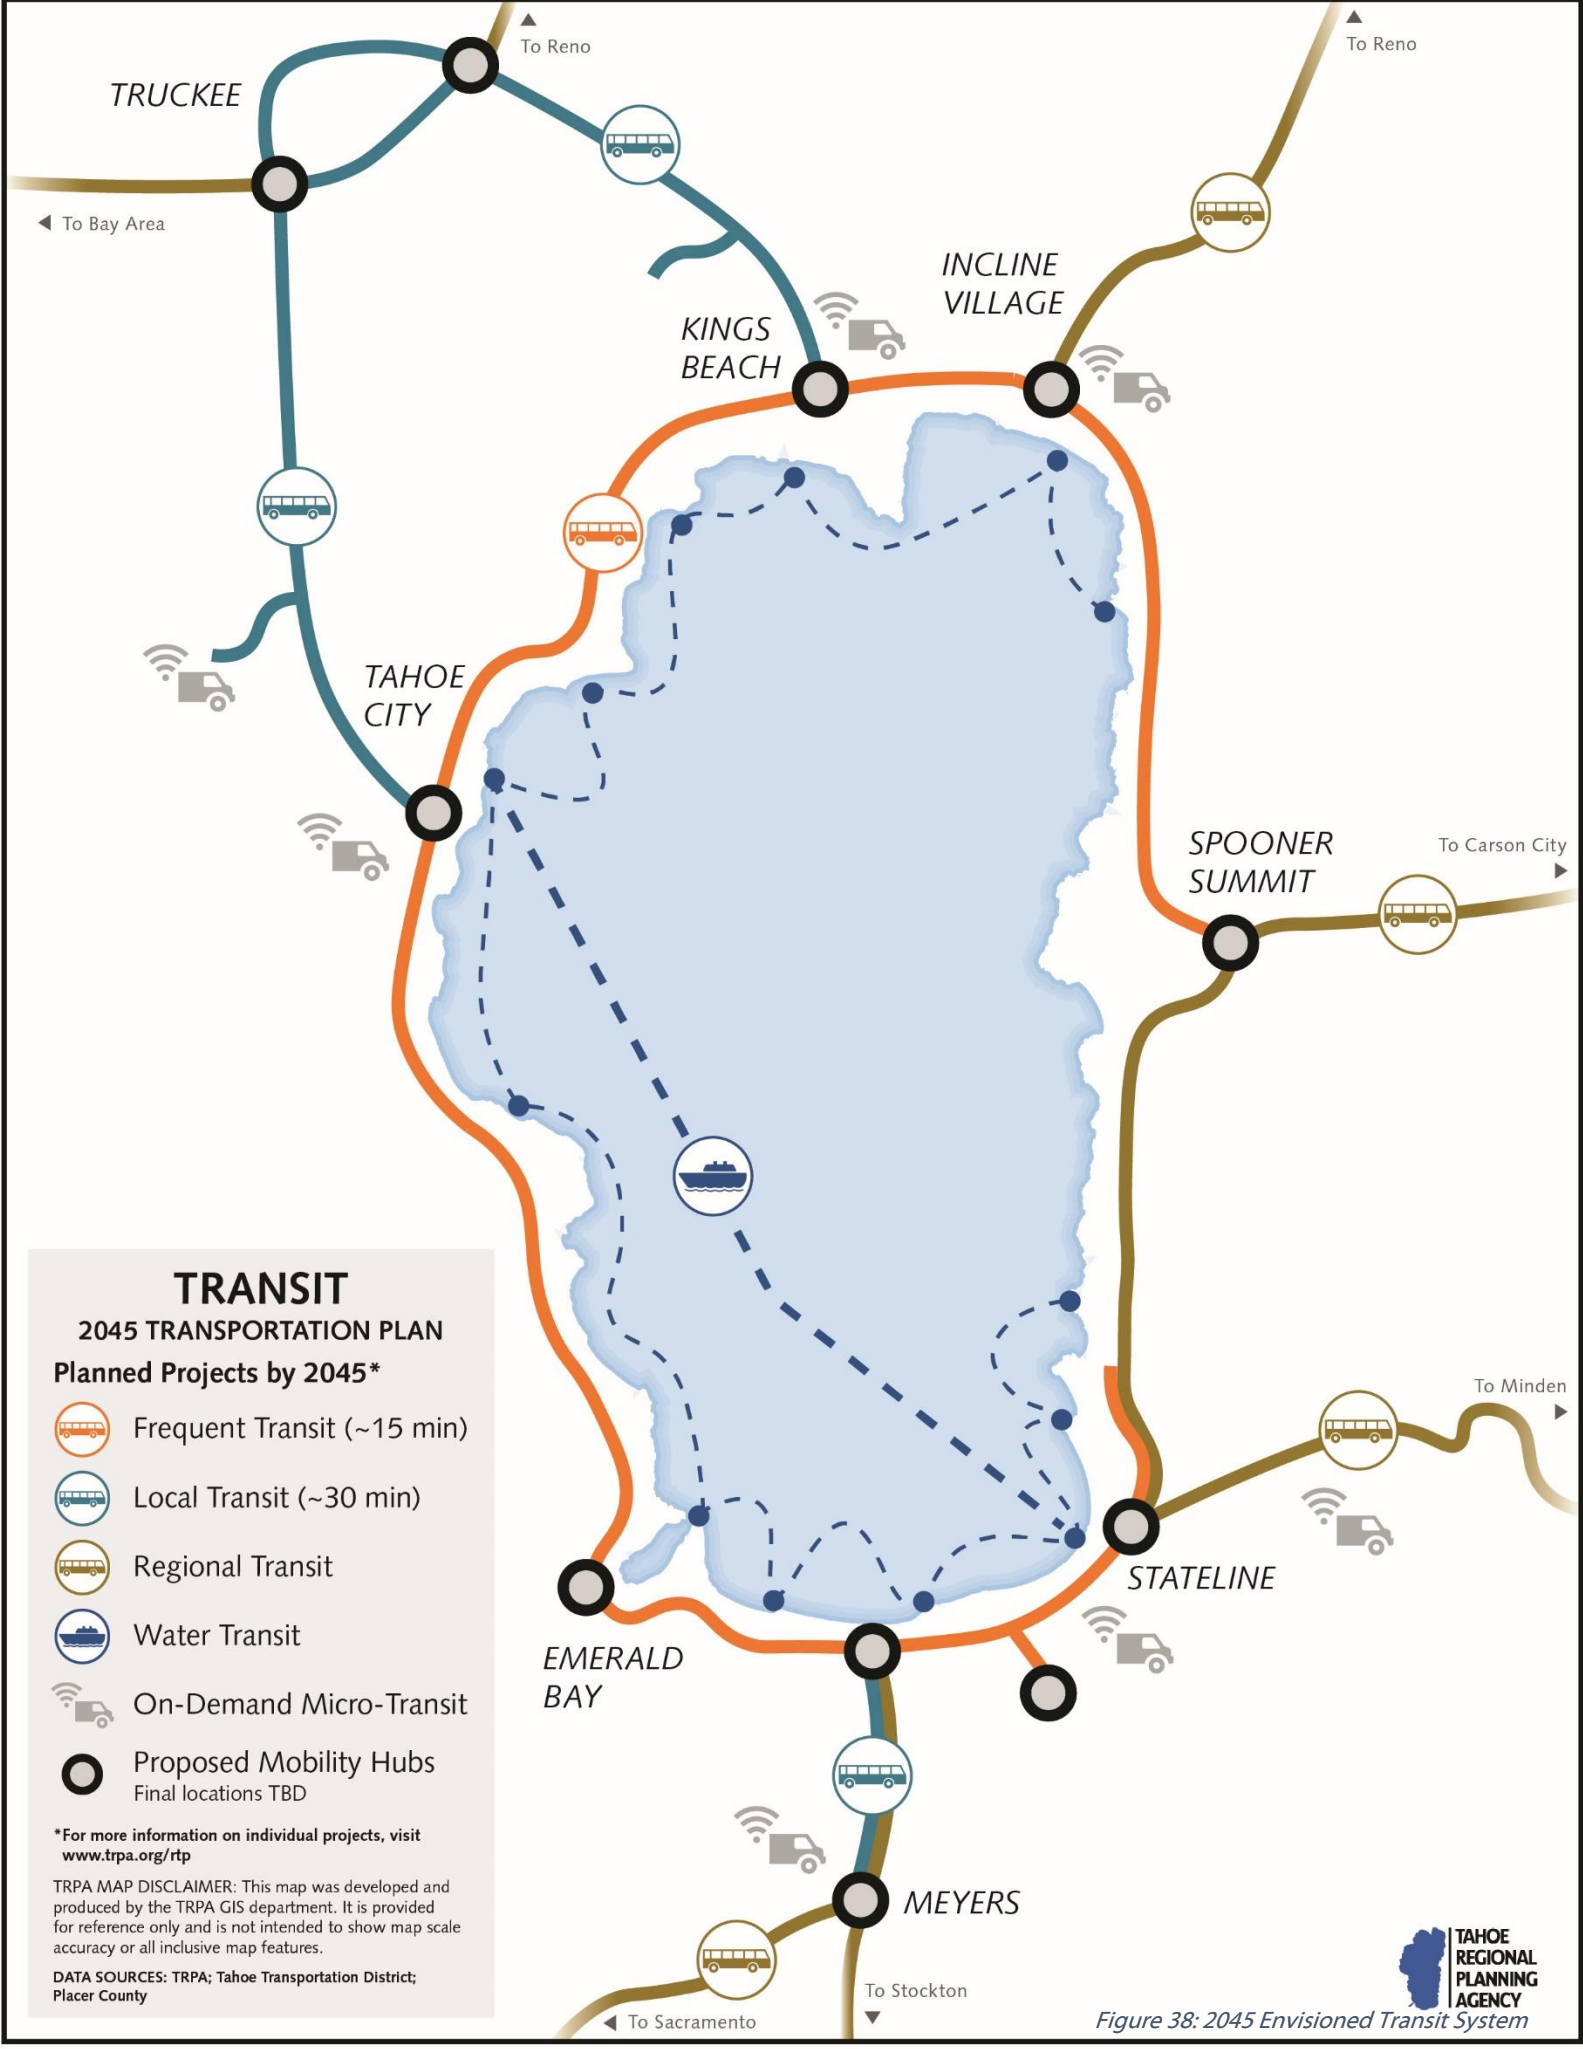 To Reno
To Reno
TRUCKEE
To Bay Area
INCLINE
VILLAGE
KINGS
BEACH
TAHOE
CITY
SPOONER
SUMMIT
To Carson City
To Minden
STATELINE
EMERALD
BAY
MEYERS
To Stockton
To Sacramento
TRANSIT
2045 TRANSPORTATION PLAN
Planned Projects by 2045*
Frequent Transit (~15 min)
Local Transit (~30 min)
Regional Transit
Water Transit
On-Demand Micro-Transit
Proposed Mobility Hubs
Final locations TBD
*For more information on individual projects, visit
www.trpa.org/rtp
TRPA MAP DISCLAIMER: This map was developed and
produced by the TRPA GIS department. It is provided
for reference only and is not intended to show map scale
accuracy or all inclusive map features.
DATA SOURCES: TRPA; Tahoe Transportation District;
Placer County
TAHOE
REGIONAL
PLANNING
AGENCY
Figure 38: 2045 Envisioned Transit System